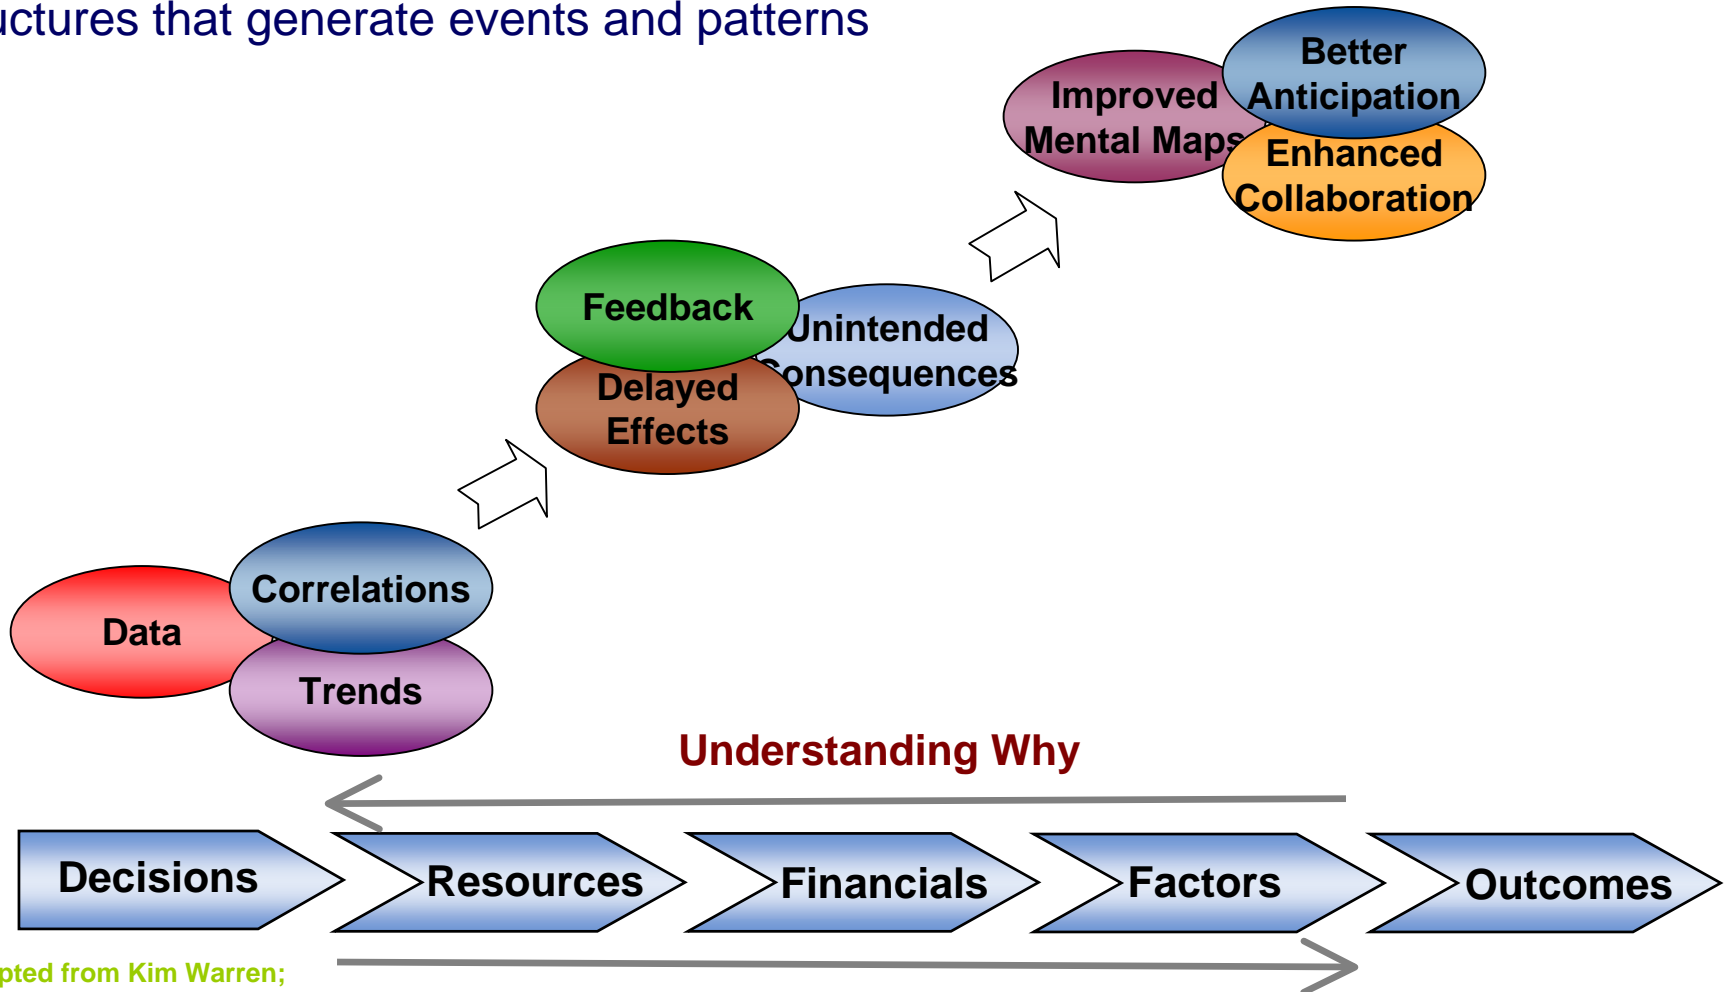 uctures that generate events and patterns
Better
Anticipation
Improved
Mental Maps
Enhanced
Collaboration
Feedback
Unintended
Consequences
Delayed
Effects
Correlations
Data
Trends
Understanding Why
Decisions
Resources
Financials
Factors
Outcomes
pted from Kim Warren;